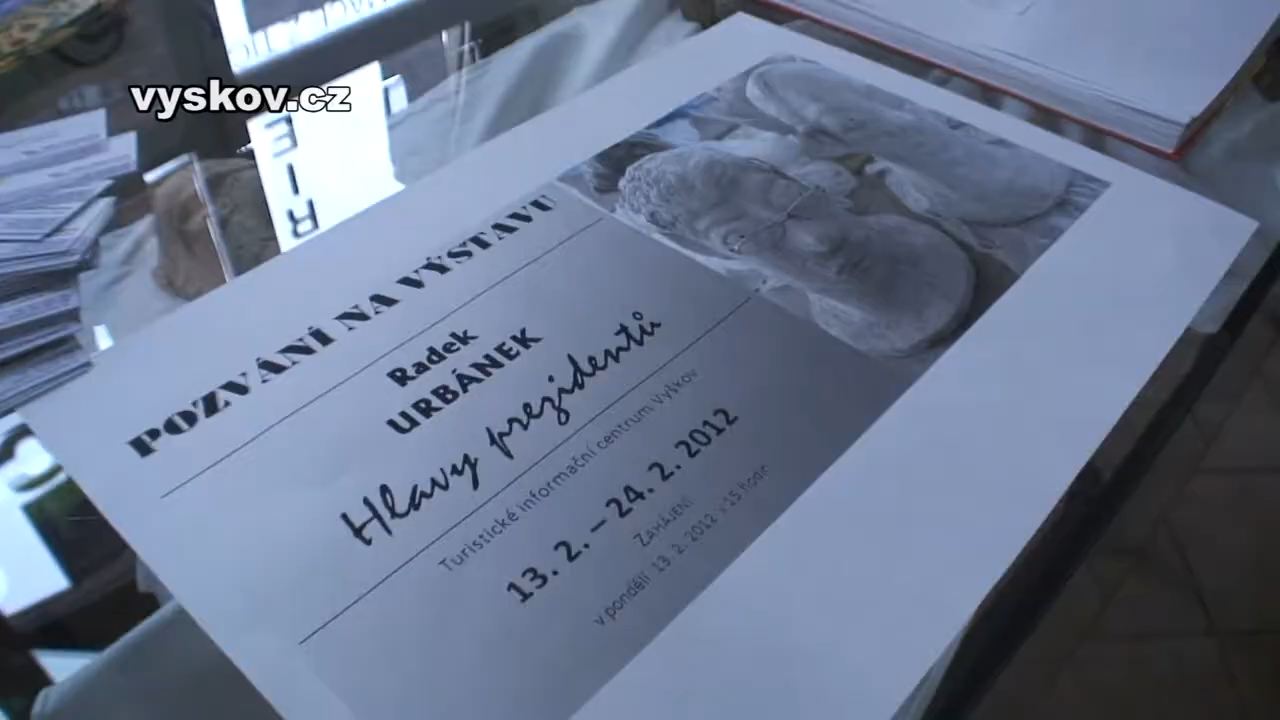 vyskov.cz
POZVÁNÍ NA VÝSTAVU
Radek
URBÁNEK
Hlavy prezidentů
Turistické informační centrum Vyškov
13. 2. – 24. 2. 2012
ZAHÁJENÍ
v pondělí 13. 2. 2012 v 15 hodin